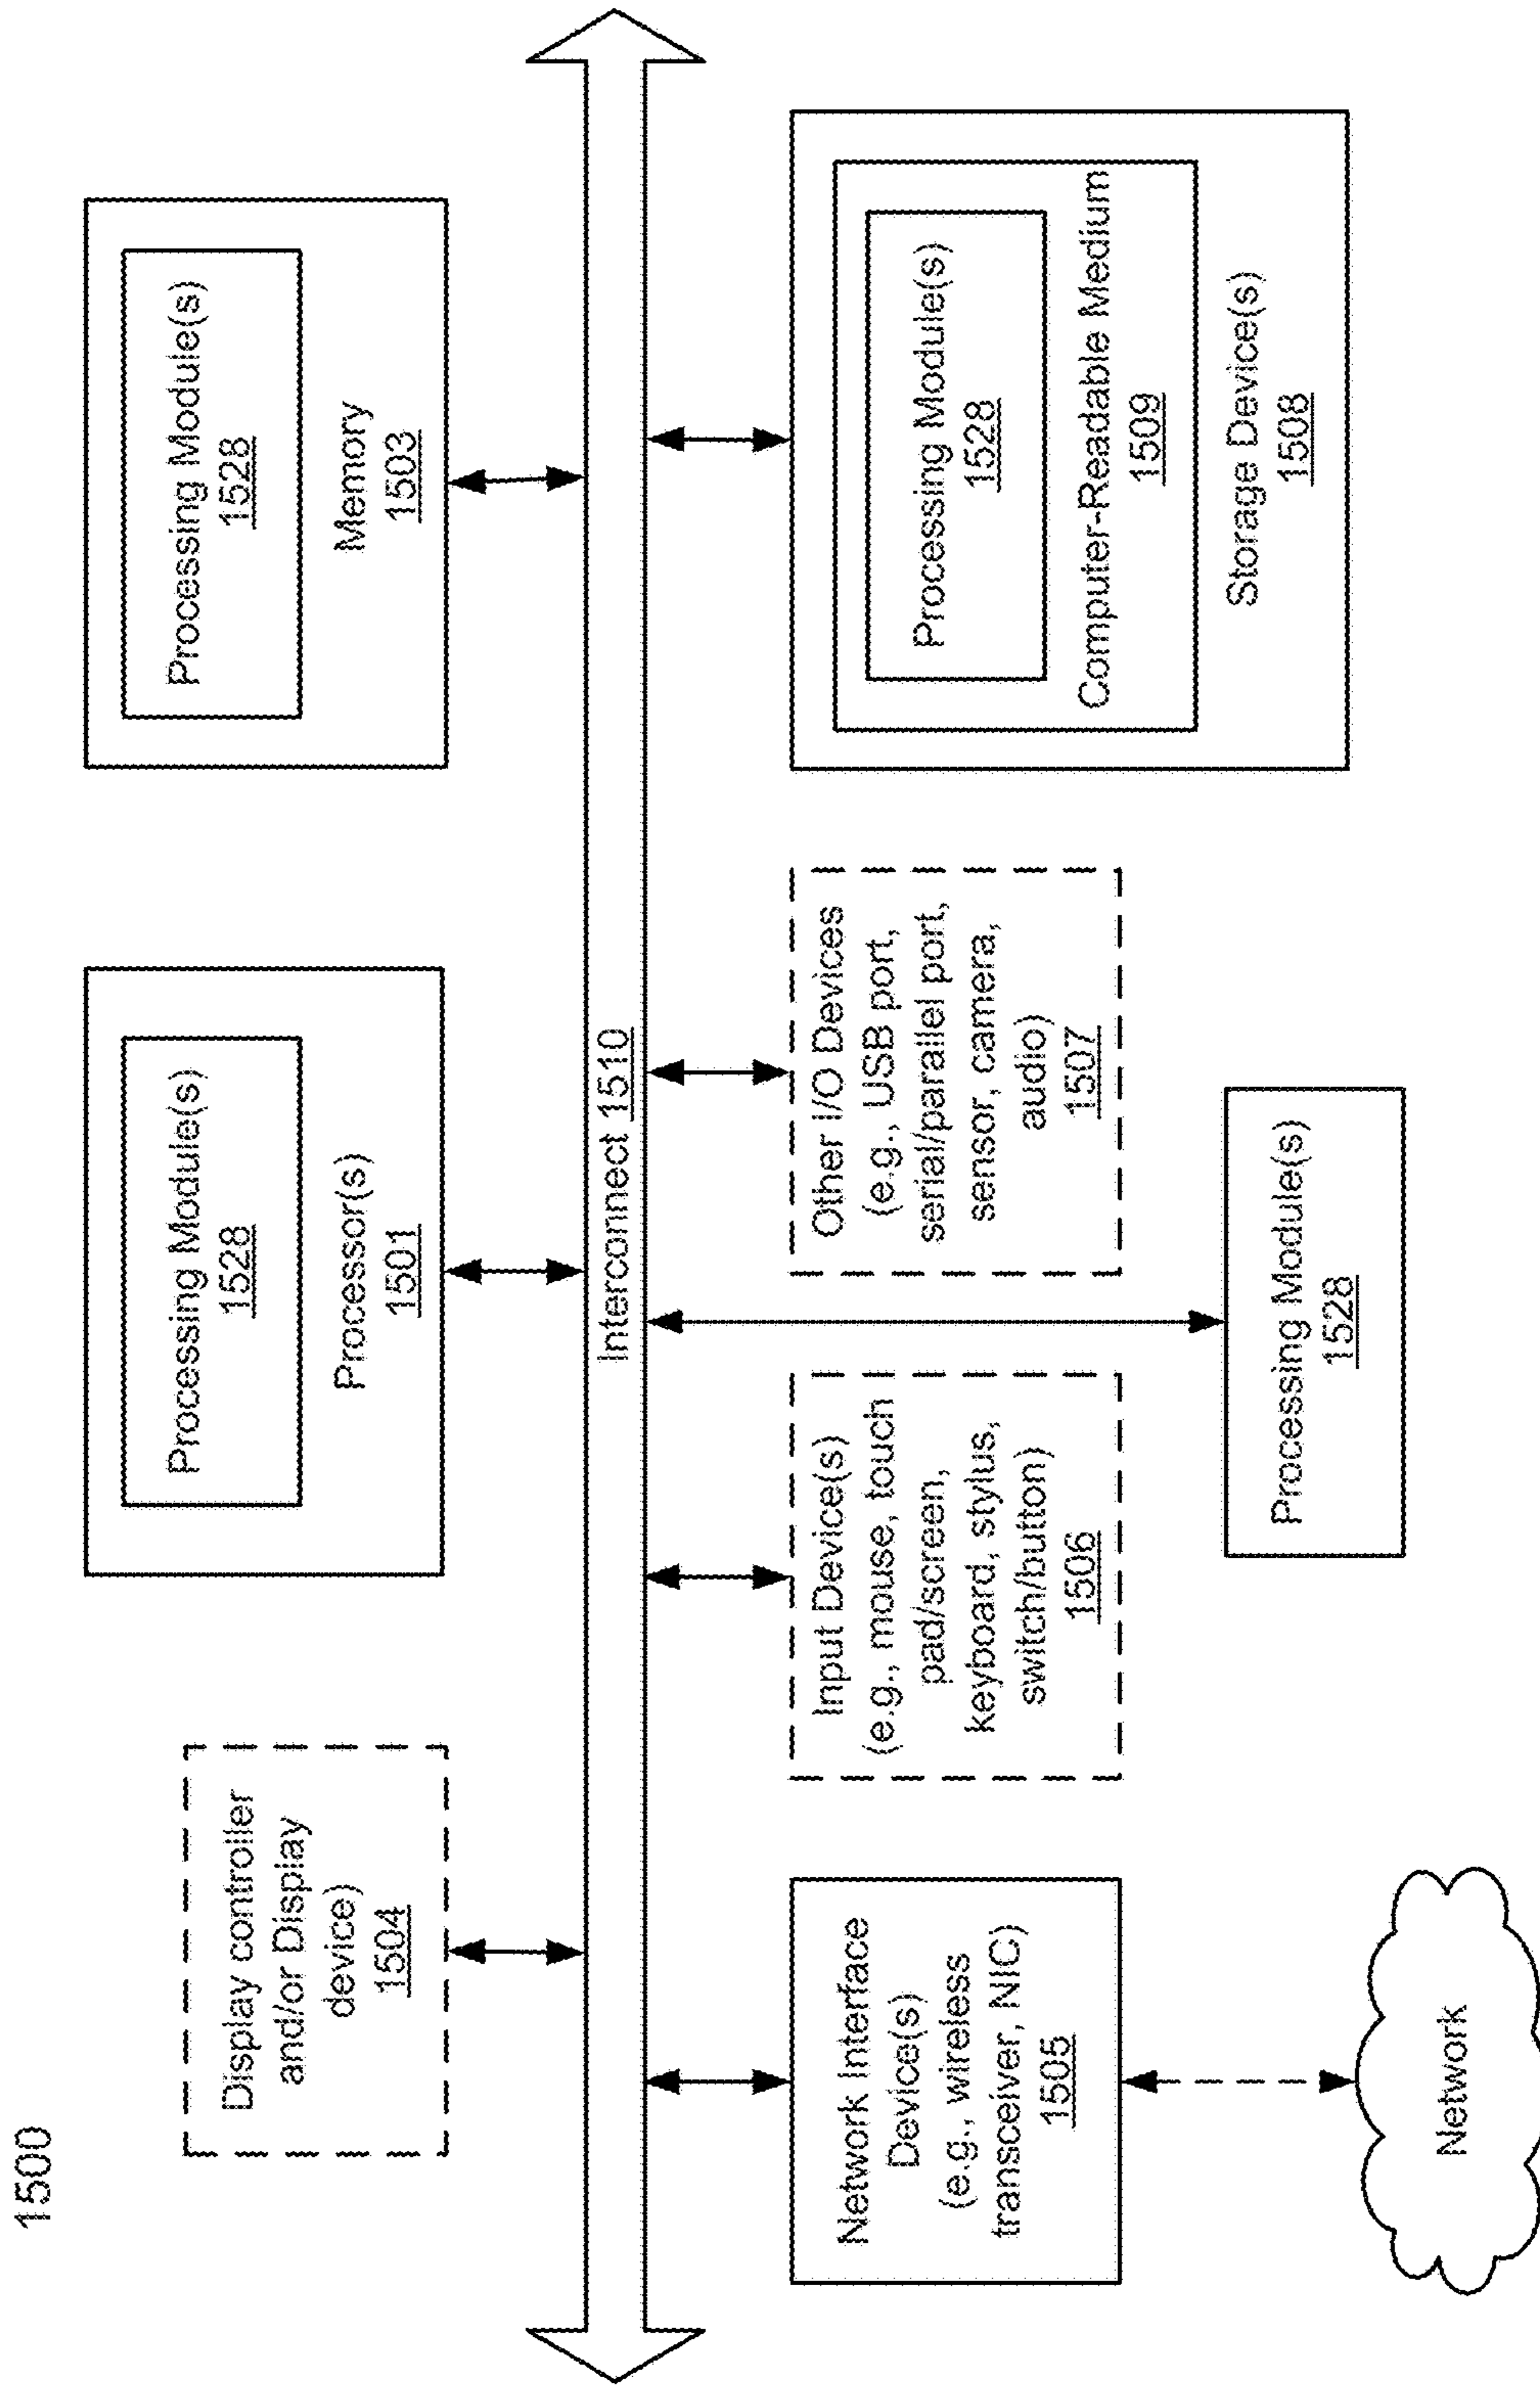 1500
Display controller
and/or Display
device)
1504
Processing Module(s)
1528
Processor(s)
1501
Processing Module(s)
1528
Memory
1503
Interconnect 1510
Network Interface
Device(s)
(e.g., wireless
transceiver, NIC)
1505
Input Device(s)
(e.g., mouse, touch
pad/screen,
keyboard, stylus,
switch/button)
1506
Other I/O Devices
(e.g., USB port,
serial/parallel port,
sensor, camera,
audio)
1507
Processing Module(s)
1528
Computer-Readable Medium
1509
Storage Device(s)
1508
Processing Module(s)
1528
Network